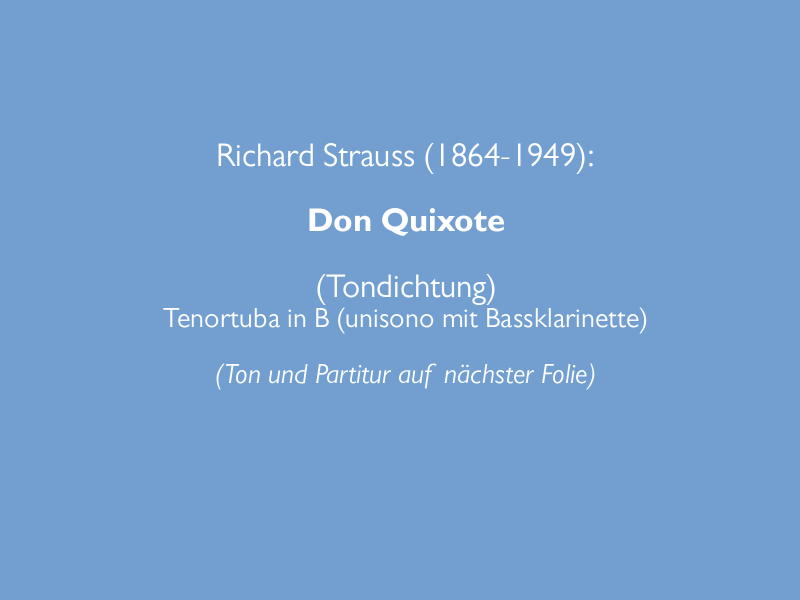 Richard Strauss (1864-1949):
Don Quixote
(Tondichtung)
Tenortuba in B (unisono mit Bassklarinette)
(Ton und Partitur auf nächster Folie)